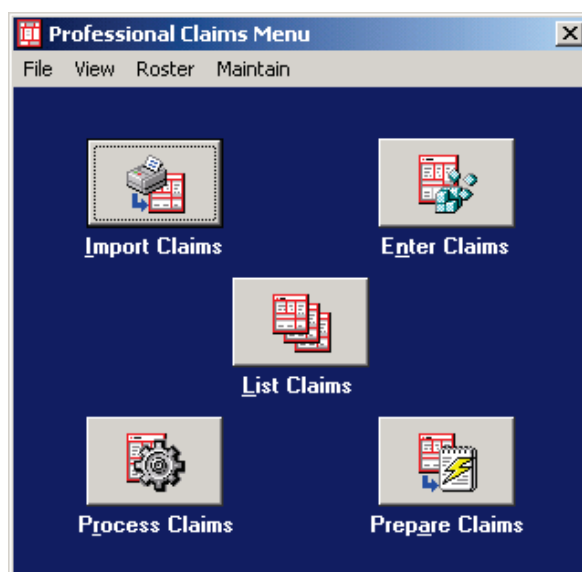 Professional Claims Menu
File View Roster Maintain
Import Claims
Enter Claims
List Claims
Process Claims
Prepare Claims